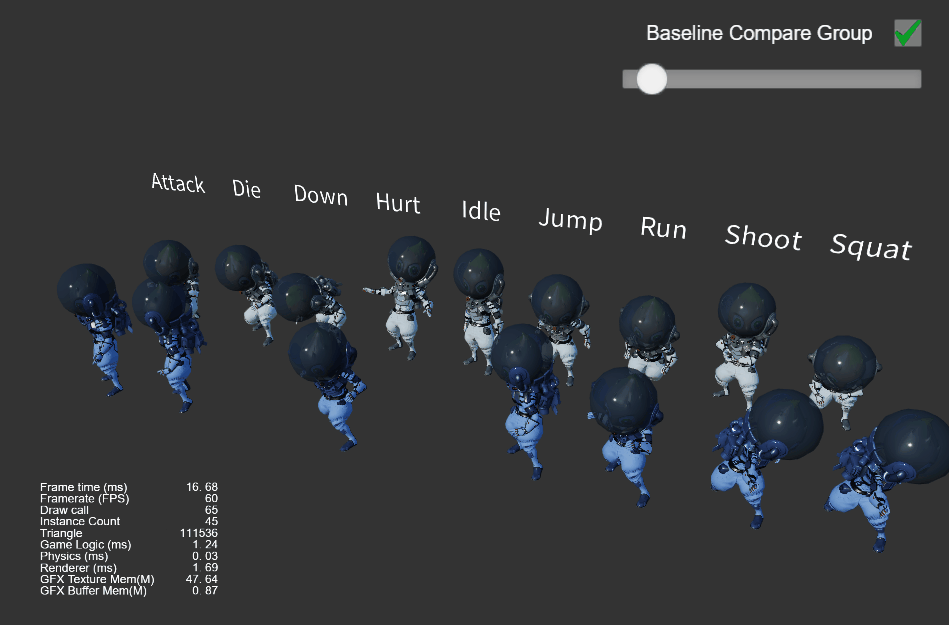 Baseline Compare Group
Attack Die Down Hurt Idle Jump Run Shoot Squat
Frame time (ms) 16.68
Framerate (FPS) 60
Draw call 65
Instance Count 45
Triangle 111536
Game Logic (ms) 1.24
Physics (ms) 0.03
Renderer (ms) 1.69
GFX Texture Mem(M) 47.64
GFX Buffer Mem(M) 0.87